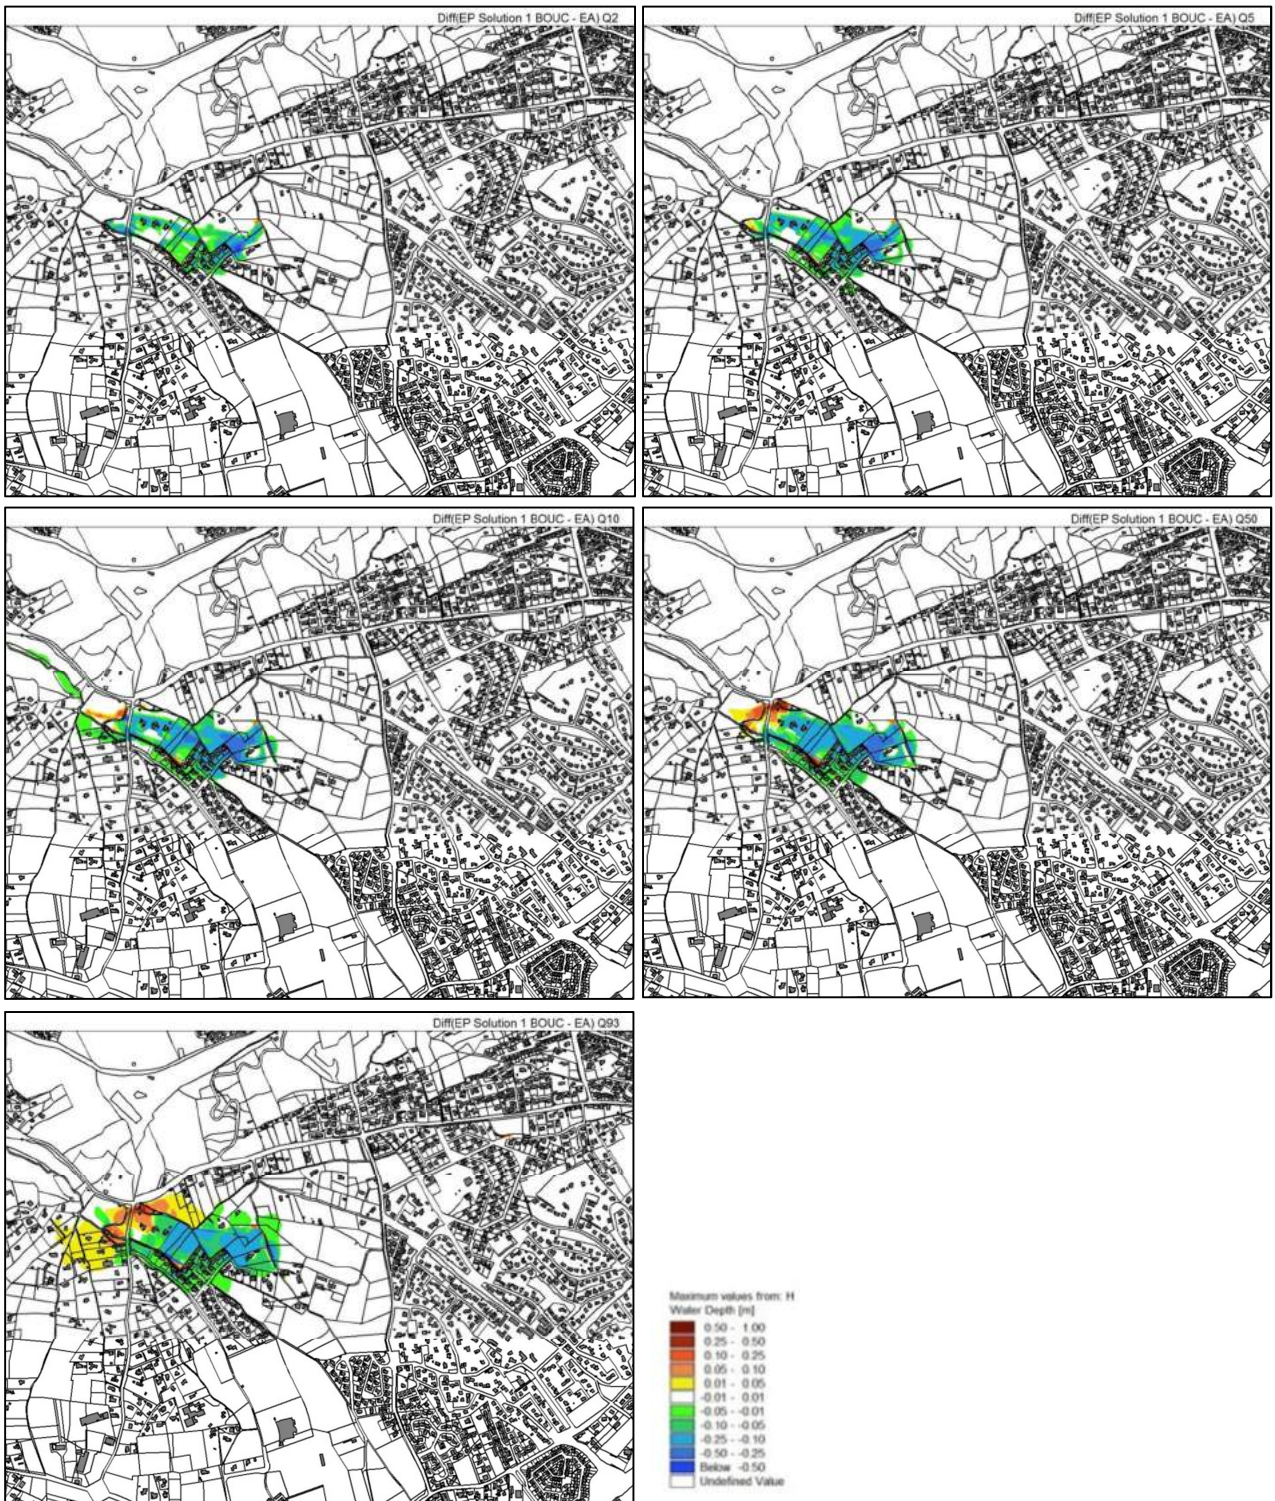 Diff(EP Solution 1 BOUC - EA) Q2
Diff(EP Solution 1 BOUC - EA) Q5
Diff(EP Solution 1 BOUC - EA) Q10
Diff(EP Solution 1 BOUC - EA) Q50
Diff(EP Solution 1 BOUC - EA) Q93
Maximum values from: H
Water Depth [m]
0.50 - 1.00
0.25 - 0.50
0.10 - 0.25
0.05 - 0.10
0.01 - 0.05
-0.01 - 0.01
-0.05 - -0.01
-0.10 - -0.05
-0.25 - -0.10
-0.50 - -0.25
Below -0.50
Undefined Value